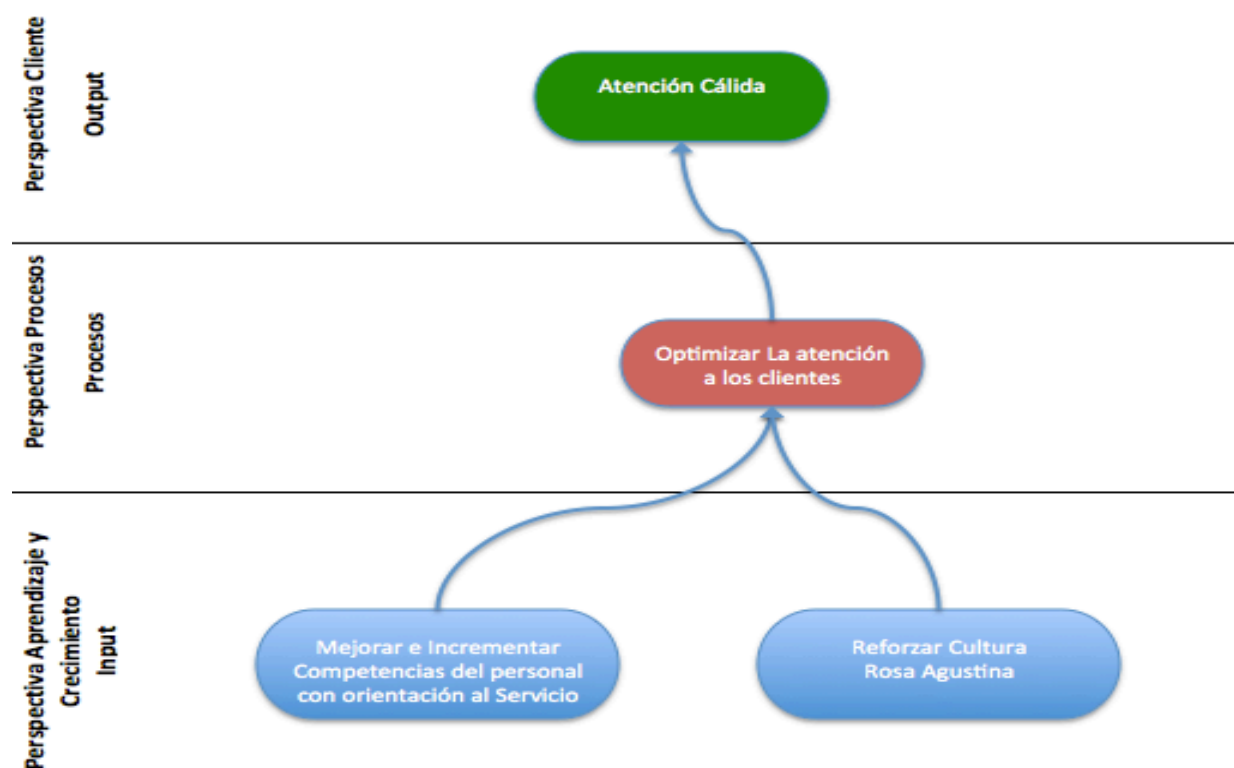 Perspectiva Cliente
Output
Atención Cálida
Perspectiva Procesos
Procesos
Optimizar La atención
a los clientes
Perspectiva Aprendizaje y
Crecimiento
Input
Mejorar e Incrementar
Competencias del personal
con orientación al Servicio
Reforzar Cultura
Rosa Agustina